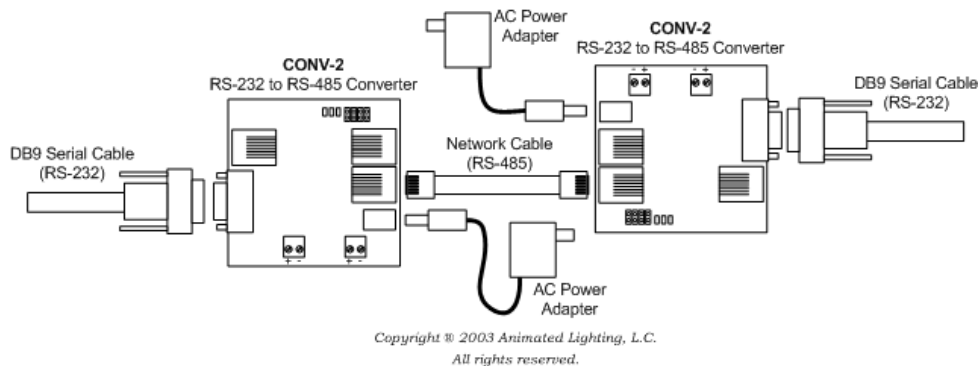 AC Power
Adapter
CONV-2
RS-232 to RS-485 Converter
CONV-2
RS-232 to RS-485 Converter
- +
- +
DB9 Serial Cable
(RS-232)
Network Cable
(RS-485)
DB9 Serial Cable
(RS-232)
+ -
+ -
AC Power
Adapter
Copyright ® 2003 Animated Lighting, L.C.
All rights reserved.